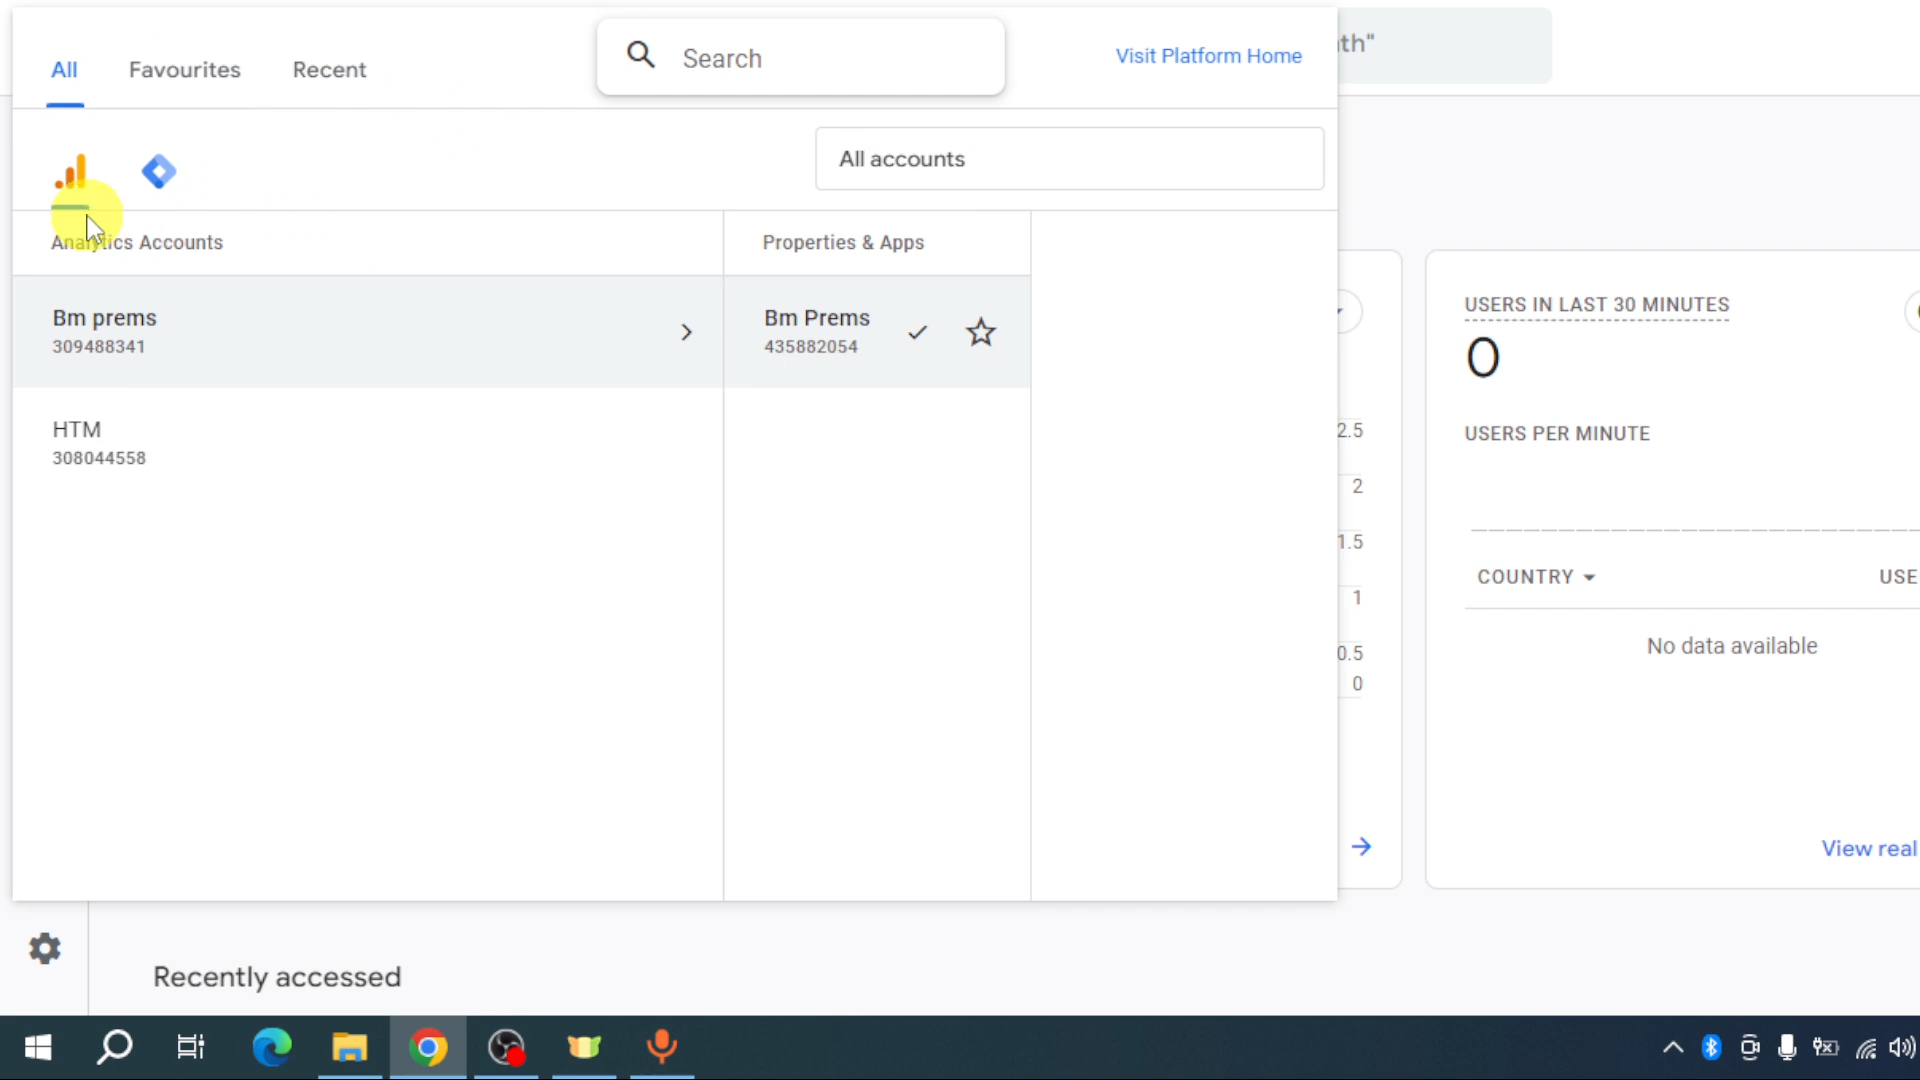 All
Favourites
Recent
Search
Visit Platform Home
th"
All accounts
Analytics Accounts
Properties & Apps
Bm prems
309488341
Bm Prems
435882054
HTM
308044558
2.5
2
1.5
1
0.5
0
USERS IN LAST 30 MINUTES
0
USERS PER MINUTE
COUNTRY
USE
No data available
View real
Recently accessed